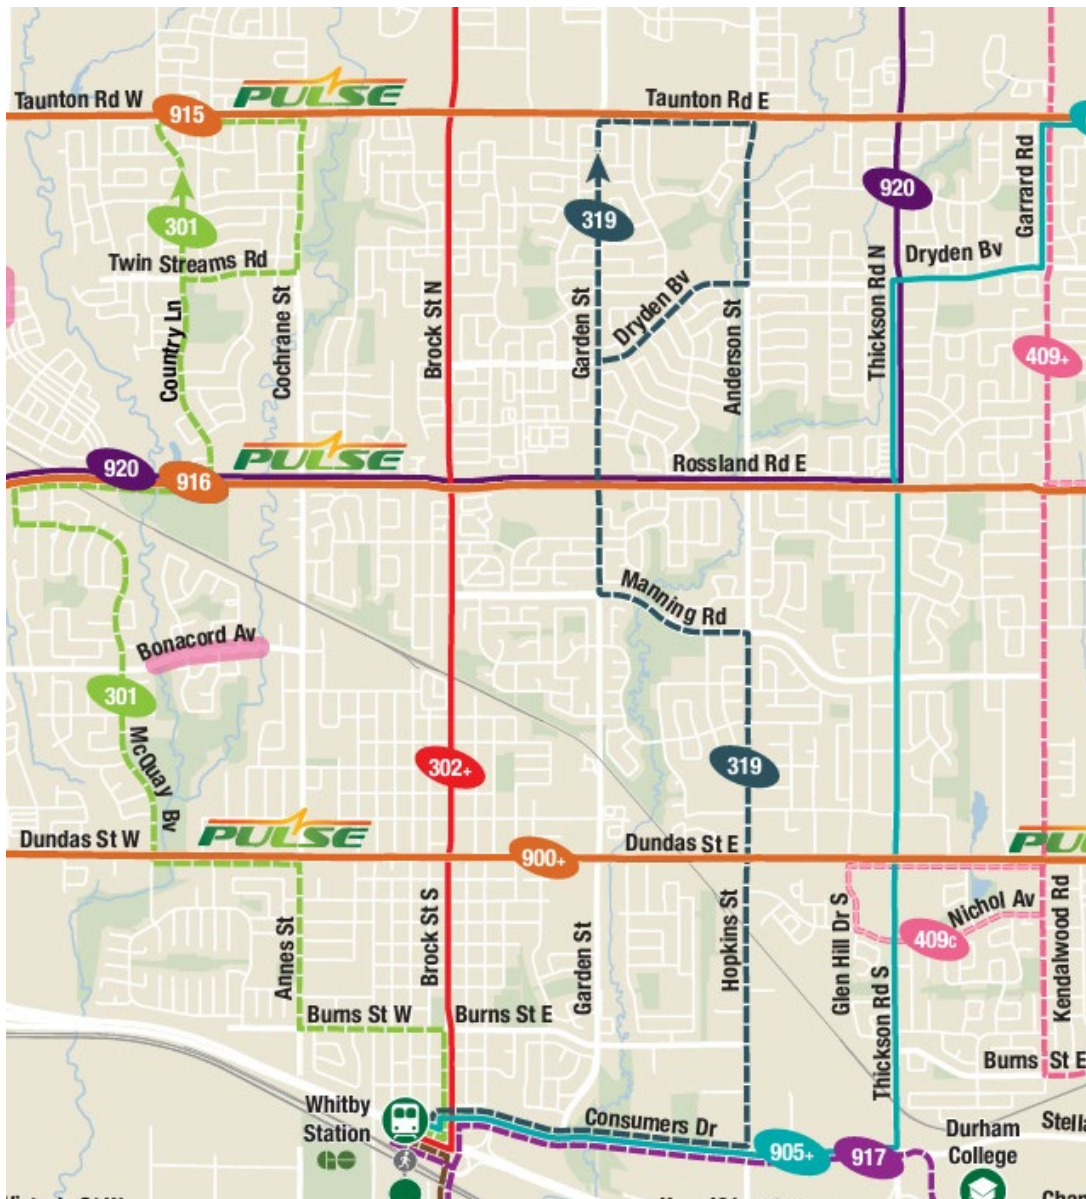 PULSE
Taunton Rd W
915
Taunton Rd E
301
319
920
Garrard Rd
Twin Streams Rd
Dryden Bv
Country Ln
Cochrane St
Brock St N
Garden St
Dryden Bv
Anderson St
Thickson Rd N
409+
PULSE
920
916
Rossland Rd E
Manning Rd
Bonacord Av
301
McQuay Bv
302+
319
PULSE
Dundas St W
900+
Dundas St E
Annes St
Brock St S
Garden St
Hopkins St
Glen Hill Dr S
Nichol Av
409C
Kendalwood Rd
Thickson Rd S
Burns St W
Burns St E
Burns St E
Whitby
Station
GO
Consumers Dr
905+
917
Durham
College